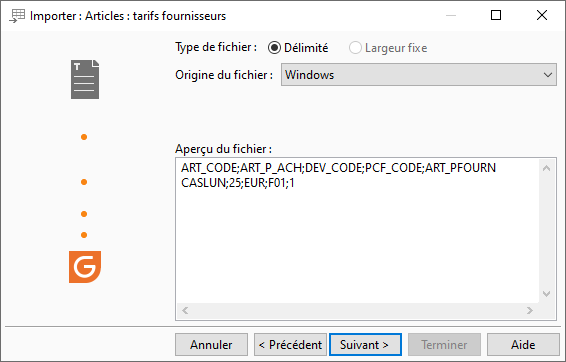 Importer : Articles : tarifs fournisseurs
Type de fichier : Délimité Largeur fixe
Origine du fichier : Windows
Aperçu du fichier :
ART_CODE;ART_P_ACH;DEV_CODE;PCF_CODE;ART_PFOURN
CASLUN;25;EUR;F01;1
Annuler < Précédent Suivant > Terminer Aide